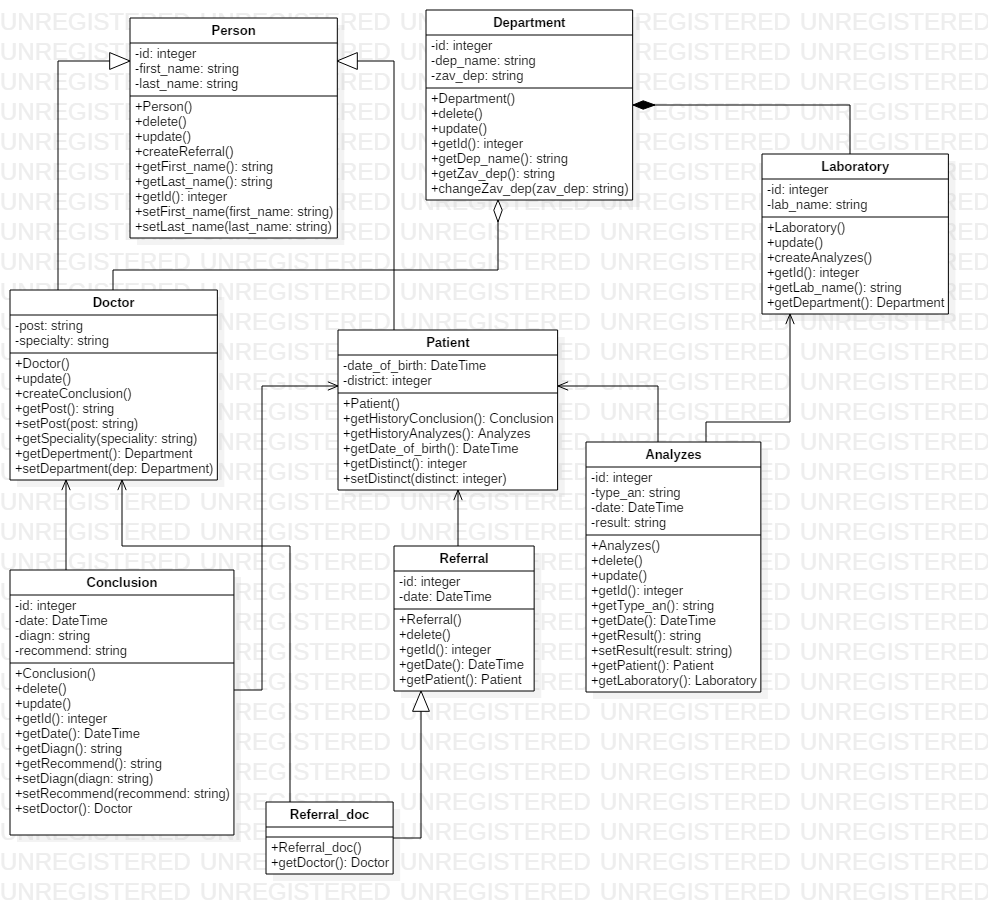 Person
-id: integer
-first_name: string
-last_name: string
+Person()
+delete()
+update()
+createReferral()
+getFirst_name(): string
+getLast_name(): string
+getId(): integer
+setFirst_name(first_name: string)
+setLast_name(last_name: string)
Department
-id: integer
-dep_name: string
-zav_dep: string
+Department()
+delete()
+update()
+getId(): integer
+getDep_name(): string
+getZav_dep(): string
+changeZav_dep(zav_dep: string)
Laboratory
-id: integer
-lab_name: string
+Laboratory()
+update()
+createAnalyzes()
+getId(): integer
+getLab_name(): string
+getDepartment(): Department
Doctor
-post: string
-specialty: string
+Doctor()
+update()
+createConclusion()
+getPost(): string
+setPost(post: string)
+getSpeciality(speciality: string)
+getDepertment(): Department
+setDepartment(dep: Department)
Patient
-date_of_birth: DateTime
-district: integer
+Patient()
+getHistoryConclusion(): Conclusion
+getHistoryAnalyzes(): Analyzes
+getDate_of_birth(): DateTime
+getDistinct(): integer
+setDistinct(distinct: integer)
Analyzes
-id: integer
-type_an: string
-date: DateTime
-result: string
+Analyzes()
+delete()
+update()
+getId(): integer
+getType_an(): string
+getDate(): DateTime
+getResult(): string
+setResult(result: string)
+getPatient(): Patient
+getLaboratory(): Laboratory
Conclusion
-id: integer
-date: DateTime
-diagn: string
-recommend: string
+Conclusion()
+delete()
+update()
+getId(): integer
+getDate(): DateTime
+getDiagn(): string
+getRecommend(): string
+setDiagn(diagn: string)
+setRecommend(recommend: string)
+setDoctor(): Doctor
Referral
-id: integer
-date: DateTime
+Referral()
+delete()
+getId(): integer
+getDate(): DateTime
+getPatient(): Patient
Referral_doc
+Referral_doc()
+getDoctor(): Doctor
UNREGISTERED